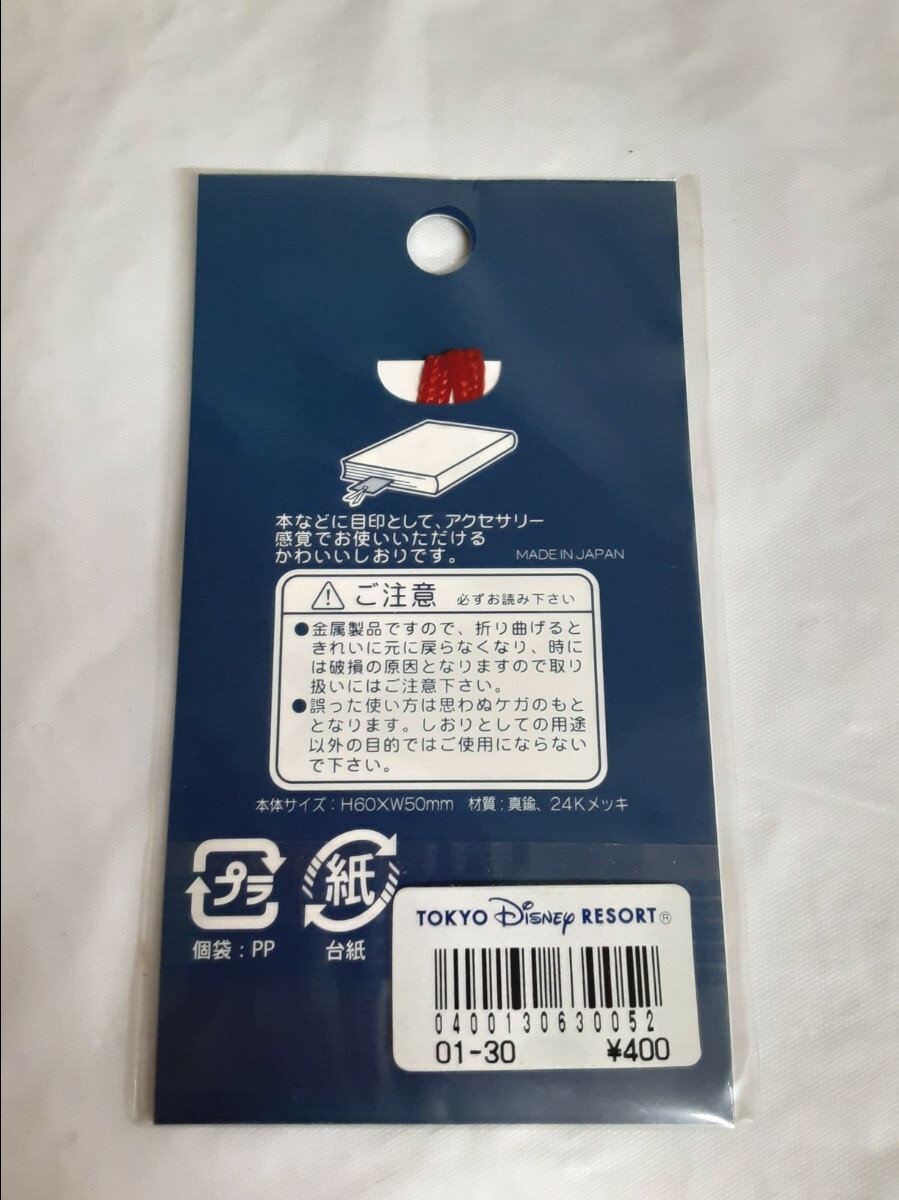 本などに目印として、アクセサリー
感覚でお使いいただける
かわいいしおりです。
MADE IN JAPAN
ご注意 必ずお読み下さい
●金属製品ですので、折り曲げると
きれいに元に戻らなくなり、時に
は破損の原因となりますので取り
扱いにはご注意下さい。
●誤った使い方は思わぬケガのもと
となります。しおりとしての用途
以外の目的ではご使用にならない
で下さい。
本体サイズ：H60×W50mm 材質：真鍮、24Kメッキ
プラ
紙
個袋：PP
台紙
TOKYO Disney RESORT®
0400130630052
01-30 ¥400